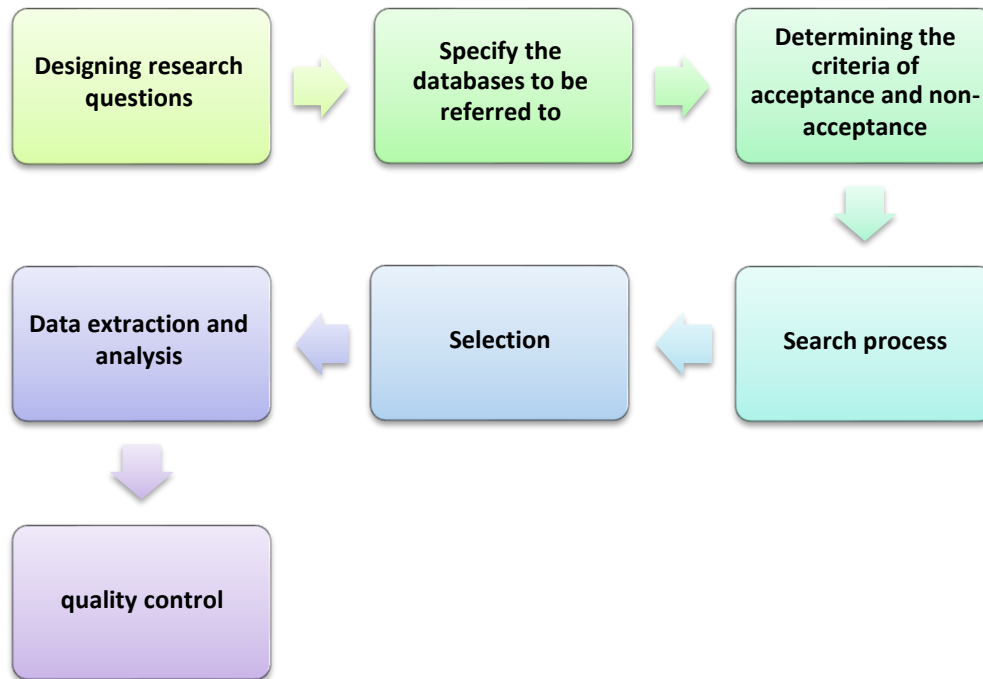 Designing research
questions
Specify the
databases to be
referred to
Determining the
criteria of
acceptance and non-
acceptance
Search process
Selection
Data extraction and
analysis
quality control